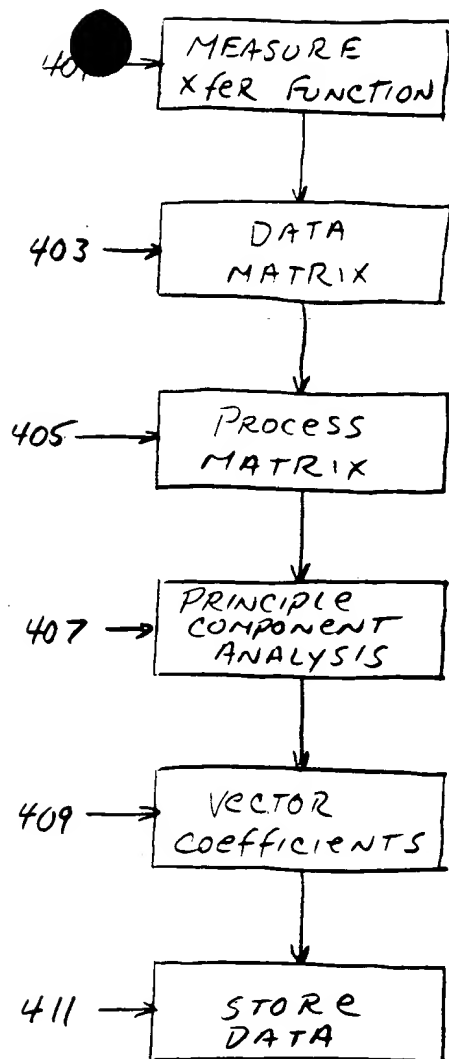 MEASURE
XfeR FUNCTION
403
DATA
MATRIX
405
PROCESS
MATRIX
407
PRINCIPLE
COMPONENT
ANALYSIS
409
VECTOR
COEFFICIENTS
411
STORE
DATA